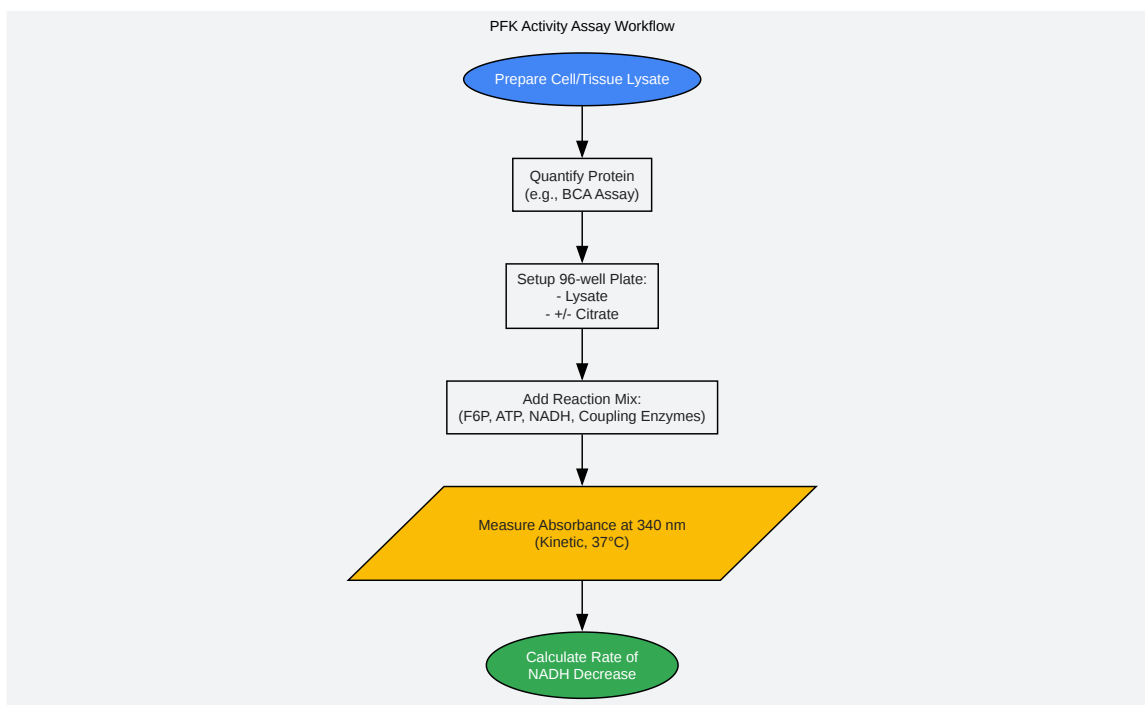 PFK Activity Assay Workflow
Prepare Cell/Tissue Lysate
Quantify Protein
(e.g., BCA Assay)
Setup 96-well Plate:
- Lysate
- +/- Citrate
Add Reaction Mix:
(F6P, ATP, NADH, Coupling Enzymes)
Measure Absorbance at 340 nm
(Kinetic, 37°C)
Calculate Rate of
NADH Decrease